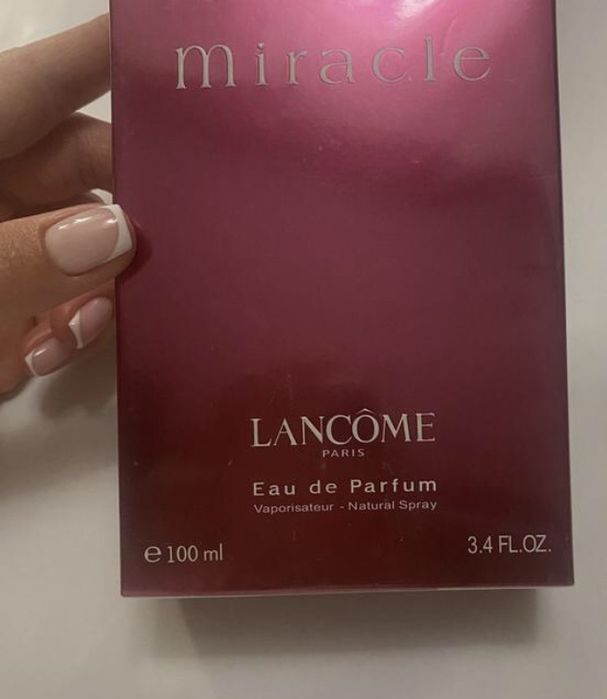 miracle
LANCÔME
PARIS
Eau de Parfum
Vaporisateur - Natural Spray
℮ 100 ml
3.4 FL.OZ.